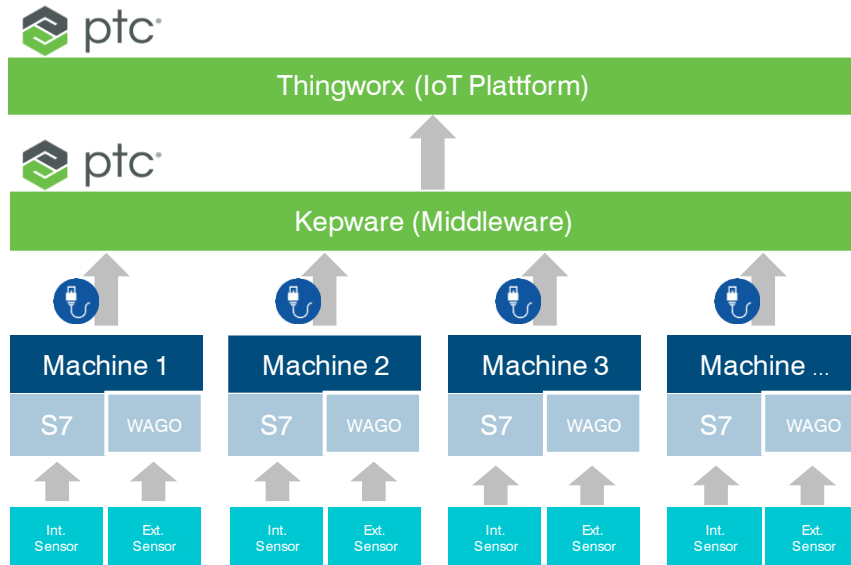 ptc®
Thingworx (IoT Plattform)
ptc®
Kepware (Middleware)
Machine 1
Machine 2
Machine 3
Machine ...
S7
WAGO
S7
WAGO
S7
WAGO
S7
WAGO
Int.
Sensor
Ext.
Sensor
Int.
Sensor
Ext.
Sensor
Int.
Sensor
Ext.
Sensor
Int.
Sensor
Ext.
Sensor